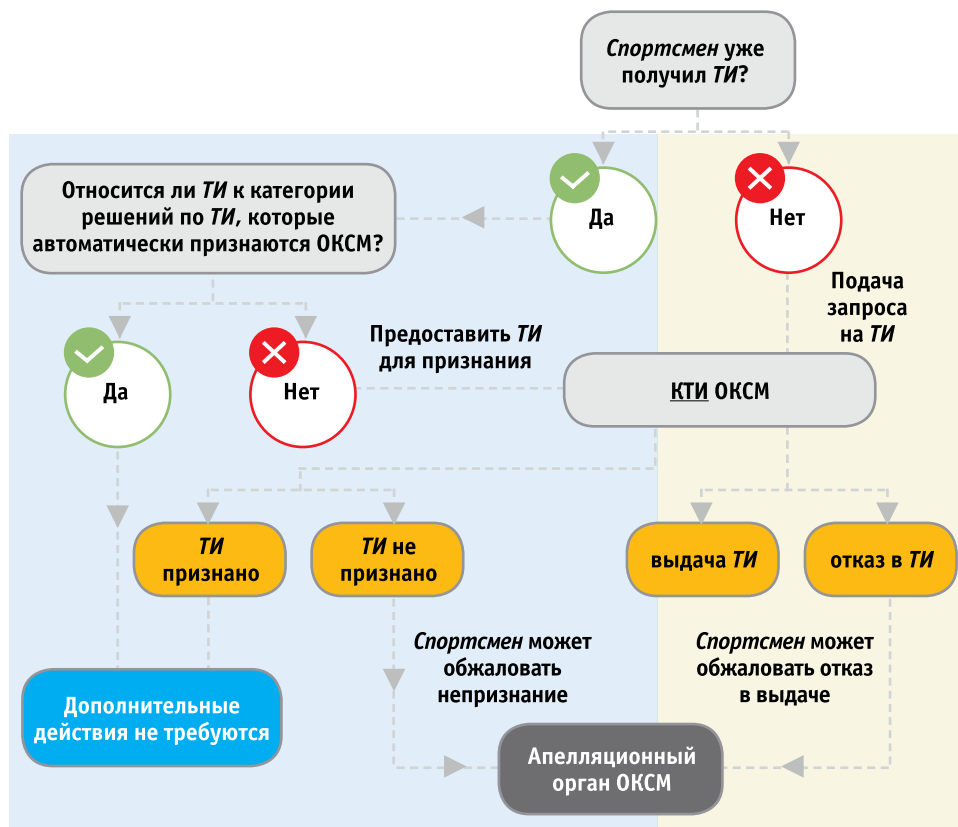 Спортсмен уже
получил ТИ?
Да
Нет
Относится ли ТИ к категории
решений по ТИ, которые
автоматически признаются ОКСМ?
Подача
запроса
на ТИ
Да
Нет
Предоставить ТИ
для признания
КТИ ОКСМ
ТИ
признано
ТИ не
признано
выдача ТИ
отказ в ТИ
Спортсмен может
обжаловать
непризнание
Спортсмен может
обжаловать отказ
в выдаче
Дополнительные
действия не требуются
Апелляционный
орган ОКСМ